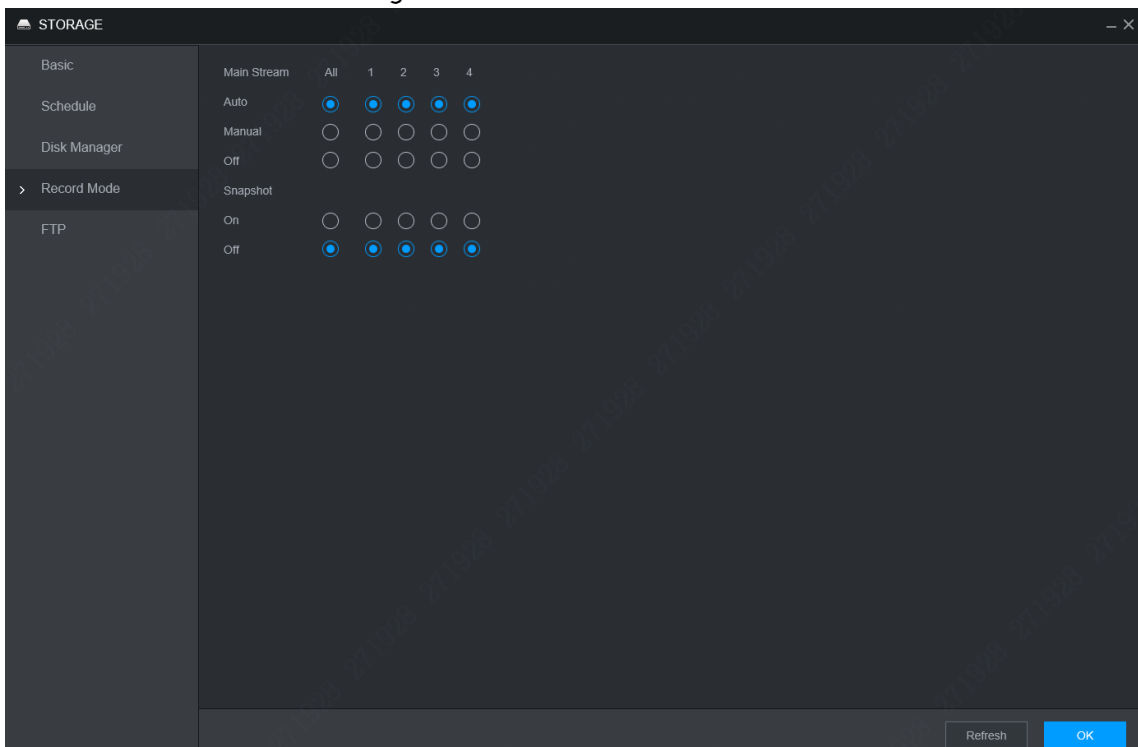 STORAGE
Basic
Schedule
Disk Manager
Record Mode
FTP
Main Stream All 1 2 3 4
Auto
Manual
Off
Snapshot
On
Off
Refresh OK